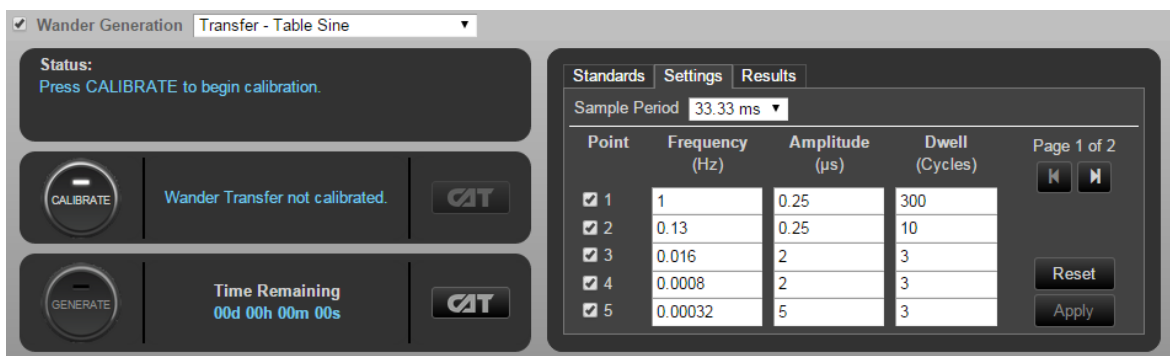 Wander Generation Transfer - Table Sine
Status:
Press CALIBRATE to begin calibration.
CALIBRATE
Wander Transfer not calibrated.
CAT
GENERATE
Time Remaining
00d 00h 00m 00s
CAT
Standards Settings Results
Sample Period 33.33 ms
Point Frequency (Hz) Amplitude (µs) Dwell (Cycles)
1 1 0.25 300
2 0.13 0.25 10
3 0.016 2 3
4 0.0008 2 3
5 0.00032 5 3
Page 1 of 2
Reset
Apply